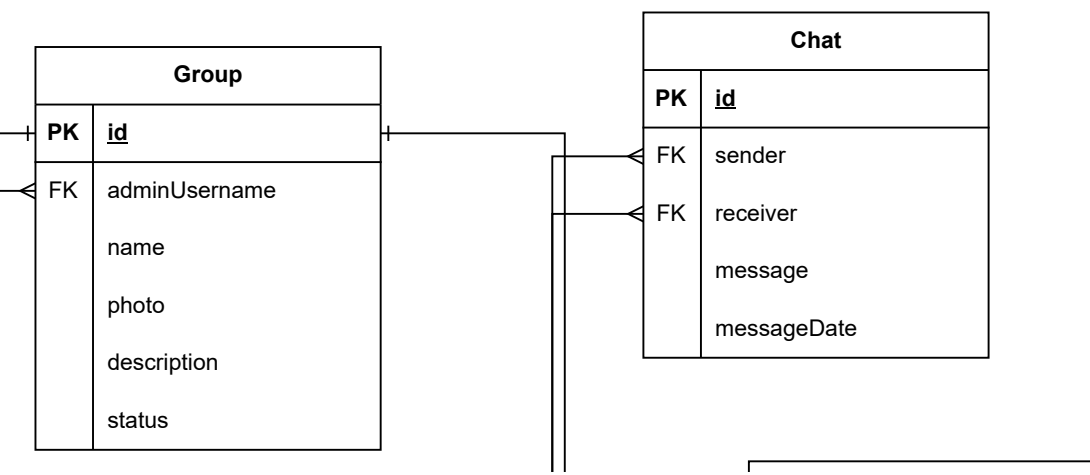 Group
PK id
FK adminUsername
name
photo
description
status
Chat
PK id
FK sender
FK receiver
message
messageDate